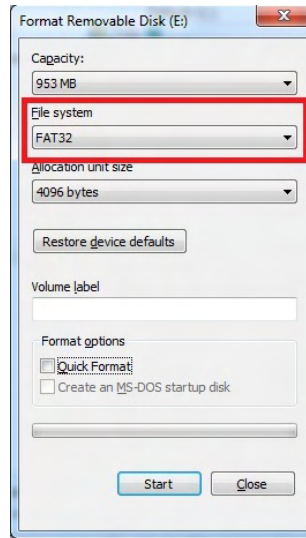 Format Removable Disk (E:)
Capacity:
953 MB
File system
FAT32
Allocation unit size
4096 bytes
Restore device defaults
Volume label
Format options
Quick Format
Create an MS-DOS startup disk
Start
Close